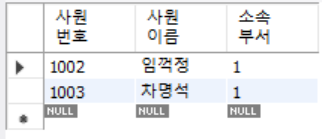 사원 사원 소속
번호 이름 부서
1002 임꺽정 1
1003 차명석 1
NULL NULL NULL